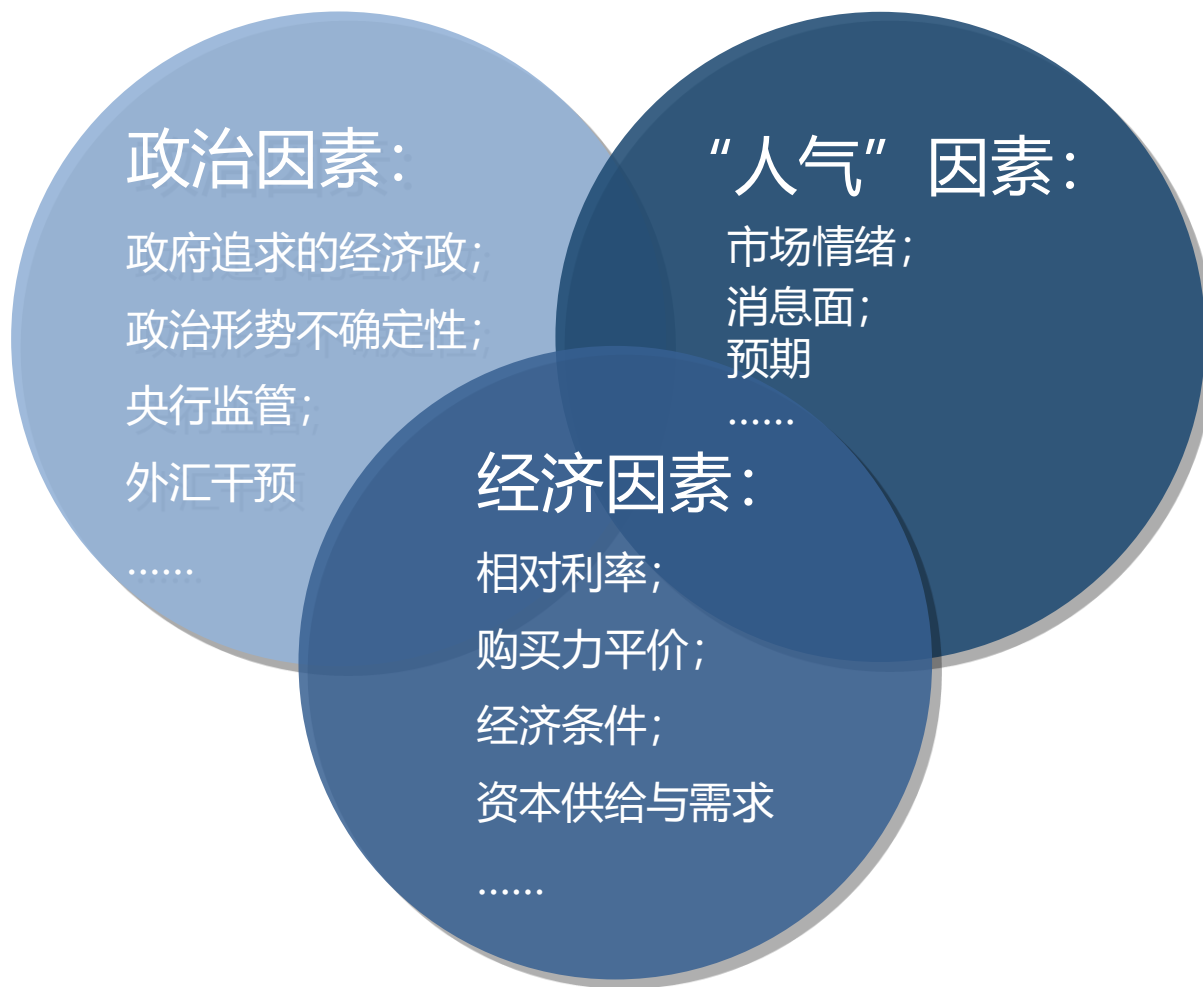 政治因素：
政府追求的经济政；
政治形势不确定性；
央行监管；
外汇干预
……
“人气”因素：
市场情绪；
消息面；
预期
……
经济因素：
相对利率；
购买力平价；
经济条件；
资本供给与需求
……